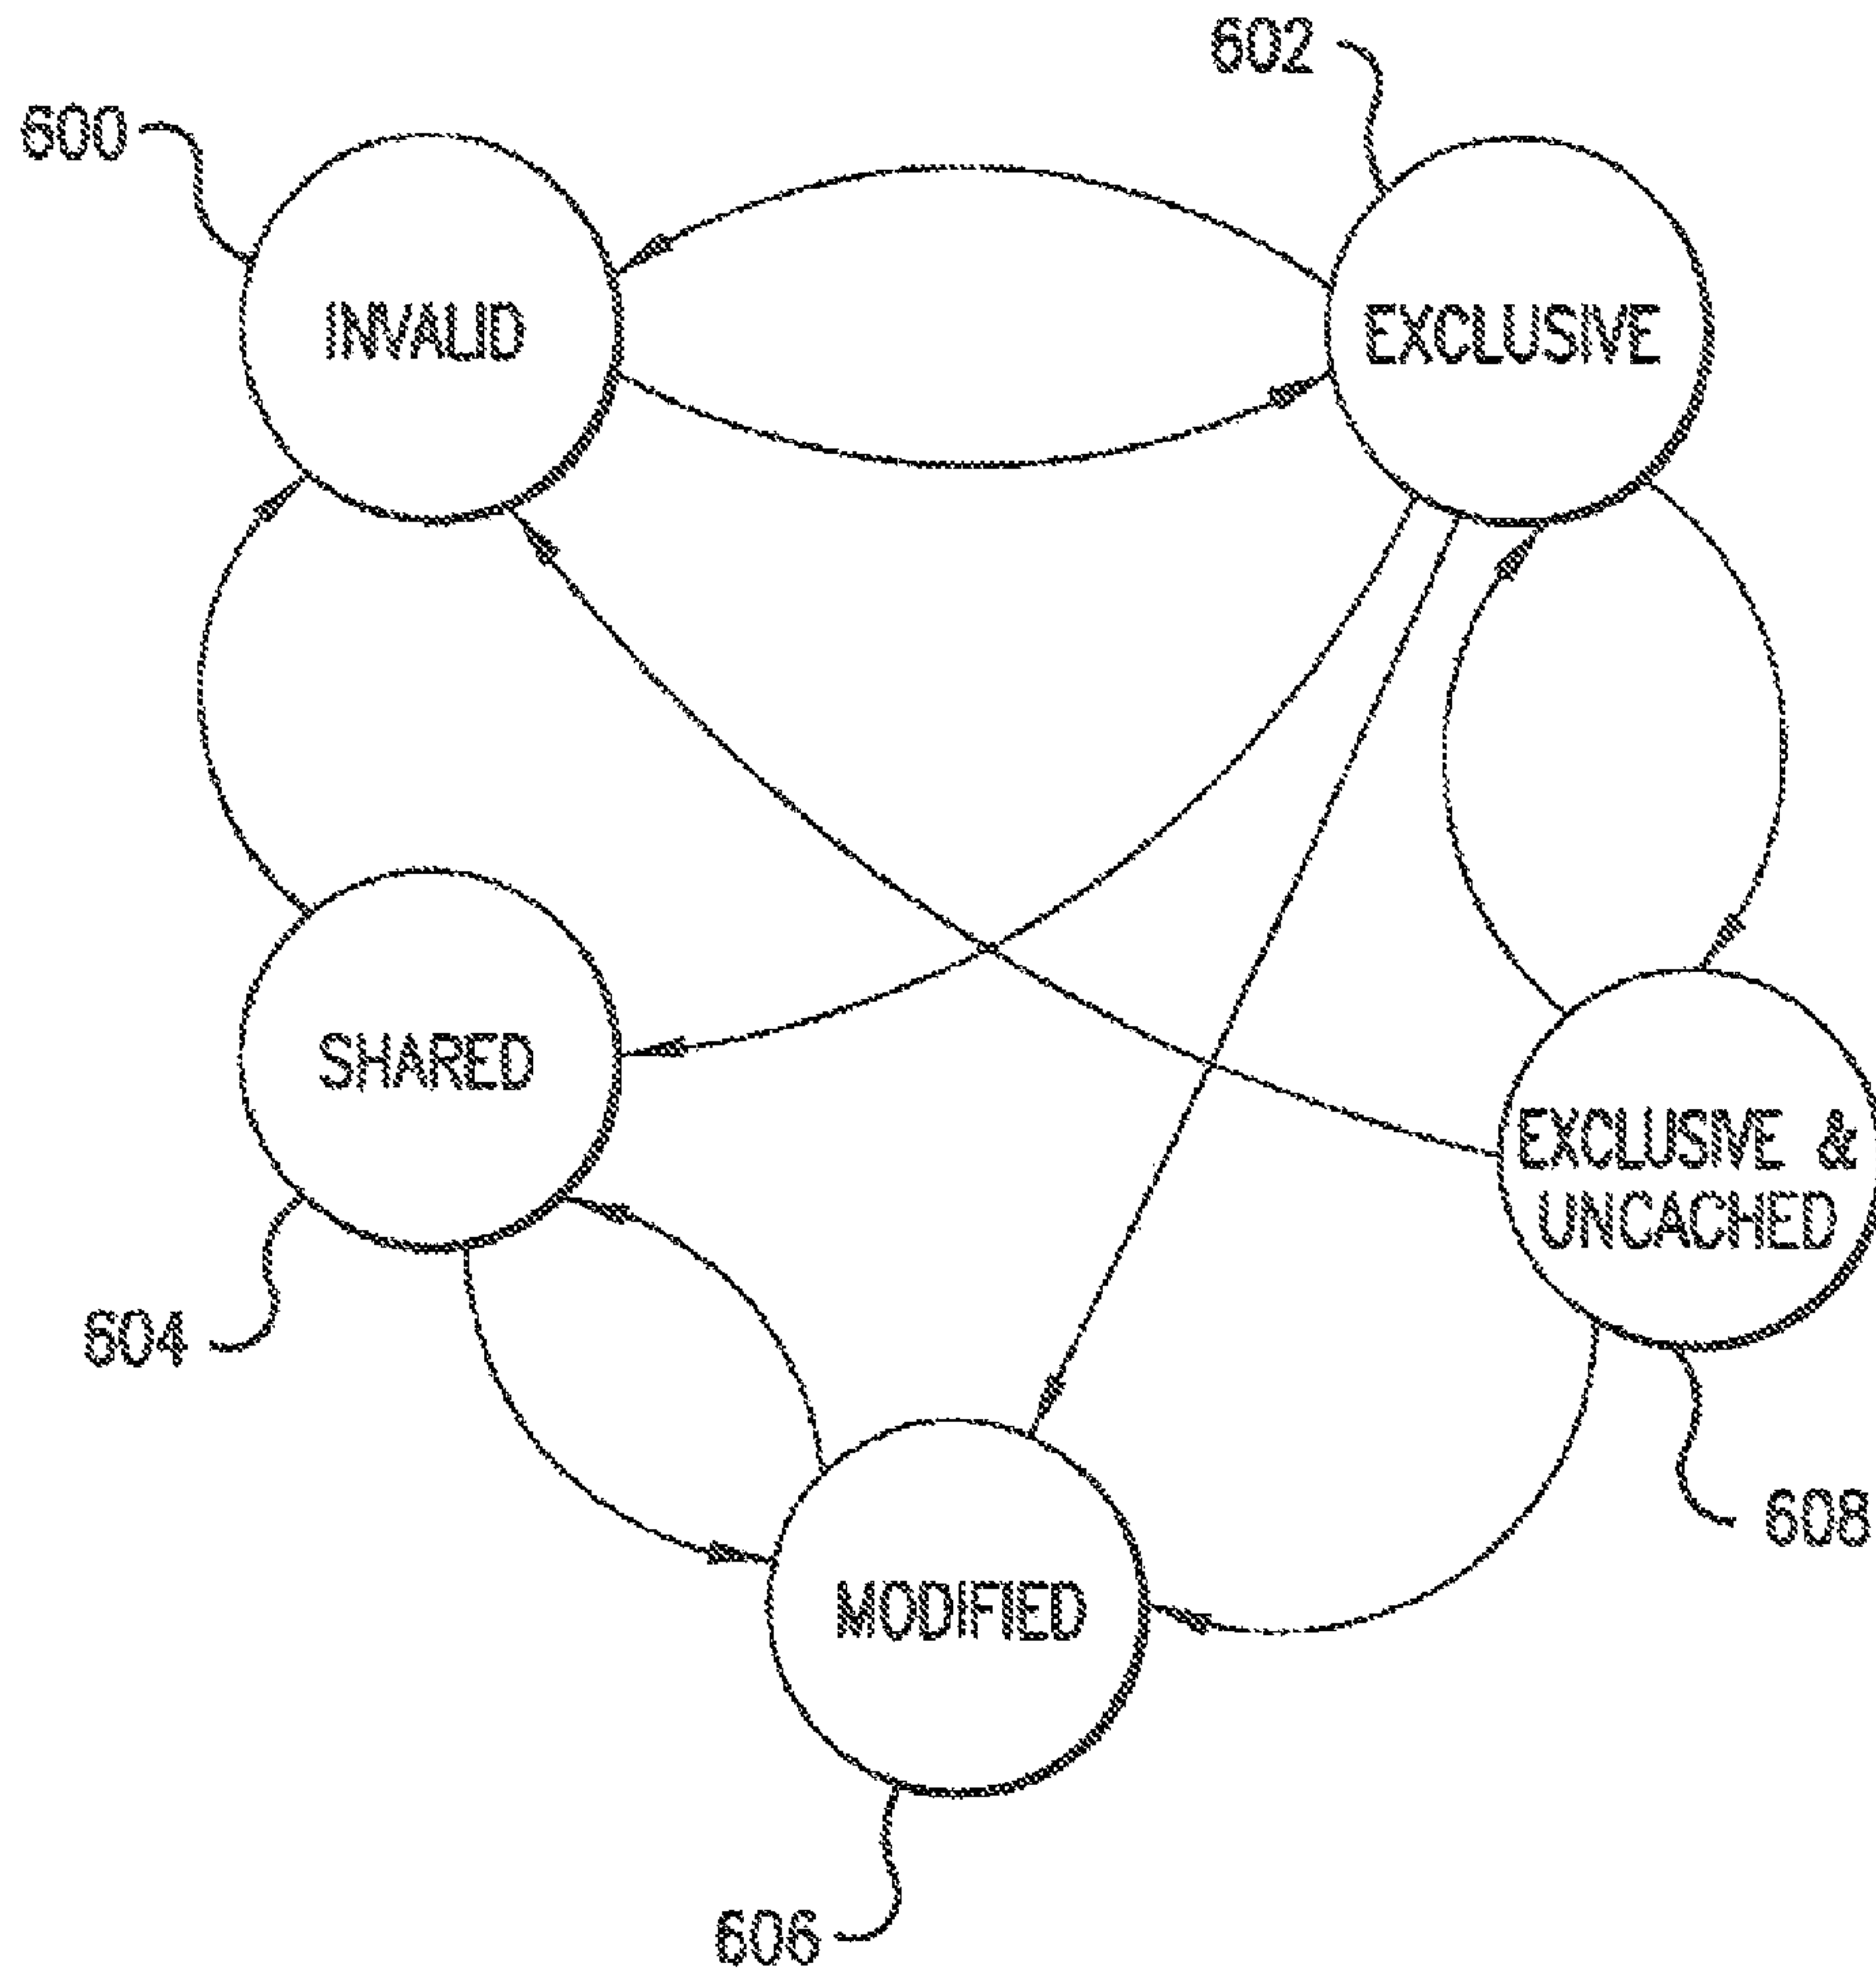 602
600
INVALID
EXCLUSIVE
SHARED
EXCLUSIVE &
UNCACHED
604
608
MODIFIED
606